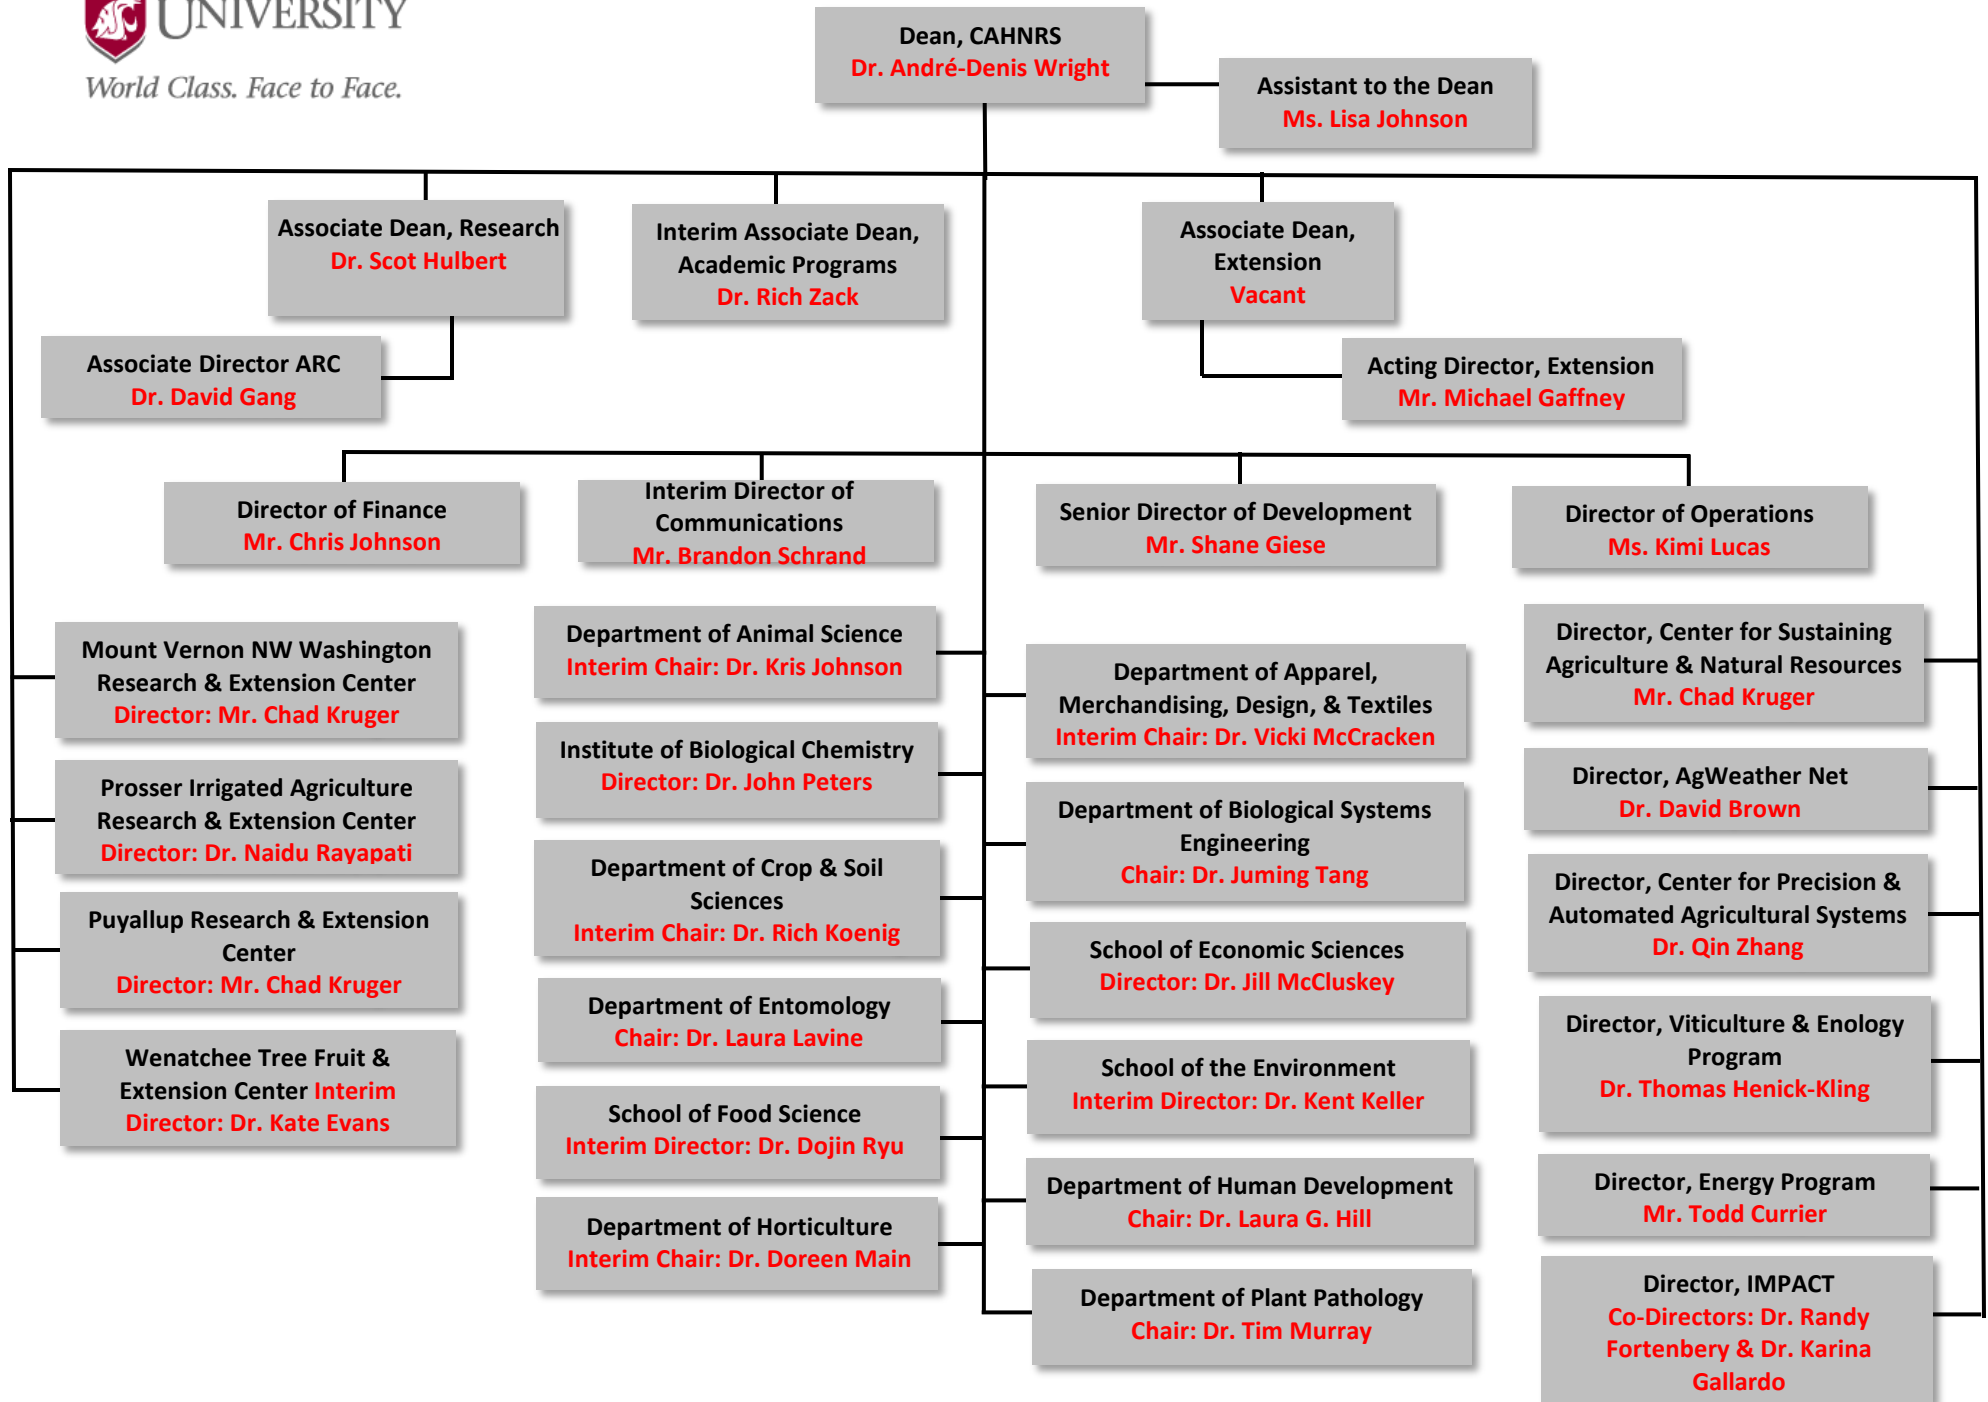 UNIVERSITY
World Class. Face to Face.
Dean, CAHNRS
Dr. André-Denis Wright
Assistant to the Dean
Ms. Lisa Johnson
Associate Dean, Research
Dr. Scot Hulbert
Interim Associate Dean,
Academic Programs
Dr. Rich Zack
Associate Dean,
Extension
Vacant
Associate Director ARC
Dr. David Gang
Acting Director, Extension
Mr. Michael Gaffney
Director of Finance
Mr. Chris Johnson
Interim Director of
Communications
Mr. Brandon Schrand
Senior Director of Development
Mr. Shane Giese
Director of Operations
Ms. Kimi Lucas
Mount Vernon NW Washington
Research & Extension Center
Director: Mr. Chad Kruger
Prosser Irrigated Agriculture
Research & Extension Center
Director: Dr. Naidu Rayapati
Puyallup Research & Extension
Center
Director: Mr. Chad Kruger
Wenatchee Tree Fruit &
Extension Center Interim
Director: Dr. Kate Evans
Department of Animal Science
Interim Chair: Dr. Kris Johnson
Institute of Biological Chemistry
Director: Dr. John Peters
Department of Crop & Soil
Sciences
Interim Chair: Dr. Rich Koenig
Department of Entomology
Chair: Dr. Laura Lavine
School of Food Science
Interim Director: Dr. Dojin Ryu
Department of Horticulture
Interim Chair: Dr. Doreen Main
Department of Apparel,
Merchandising, Design, & Textiles
Interim Chair: Dr. Vicki McCracken
Department of Biological Systems
Engineering
Chair: Dr. Juming Tang
School of Economic Sciences
Director: Dr. Jill McCluskey
School of the Environment
Interim Director: Dr. Kent Keller
Department of Human Development
Chair: Dr. Laura G. Hill
Department of Plant Pathology
Chair: Dr. Tim Murray
Director, Center for Sustaining
Agriculture & Natural Resources
Mr. Chad Kruger
Director, AgWeather Net
Dr. David Brown
Director, Center for Precision &
Automated Agricultural Systems
Dr. Qin Zhang
Director, Viticulture & Enology
Program
Dr. Thomas Henick-Kling
Director, Energy Program
Mr. Todd Currier
Director, IMPACT
Co-Directors: Dr. Randy
Fortenbery & Dr. Karina
Gallardo